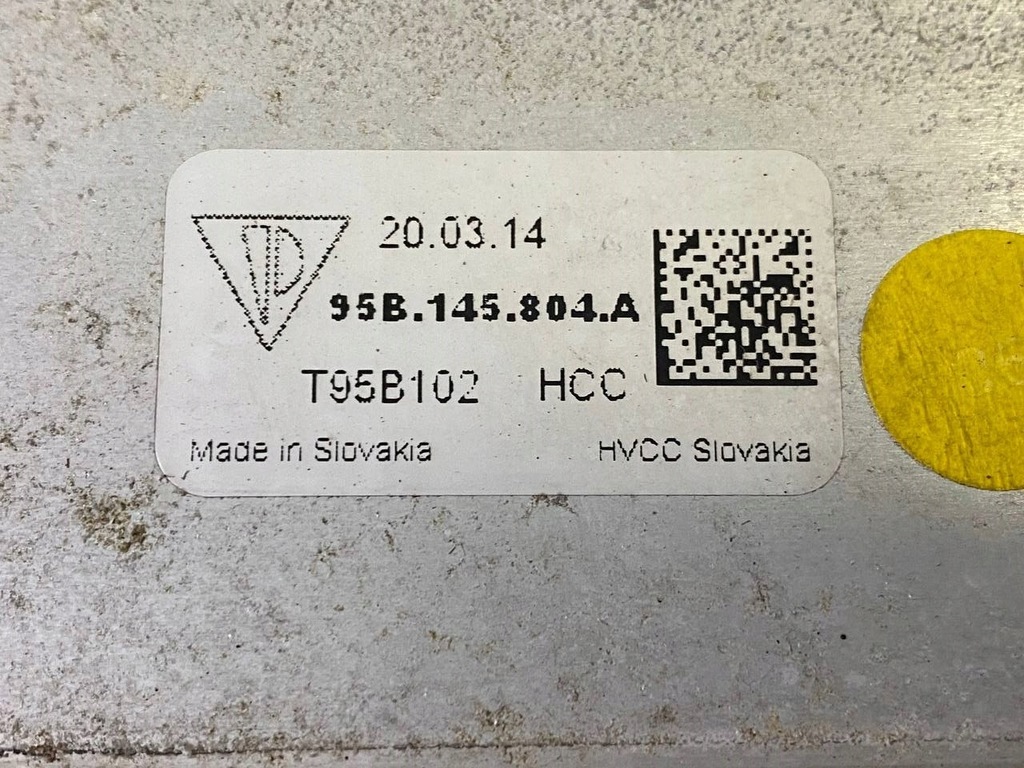 20.03.14
95B.145.804.A
T95B102 HCC
Made in Slovakia HVCC Slovakia